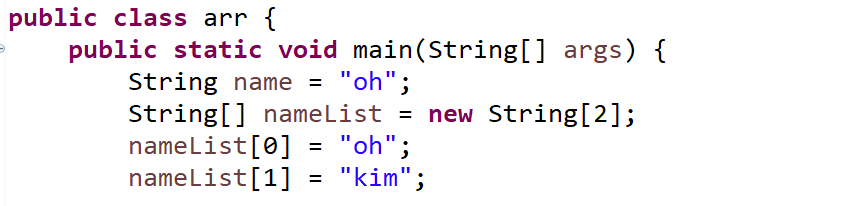 public class arr {
public static void main(String[] args) {
String name = "oh";
String[] nameList = new String[2];
nameList[0] = "oh";
nameList[1] = "kim";